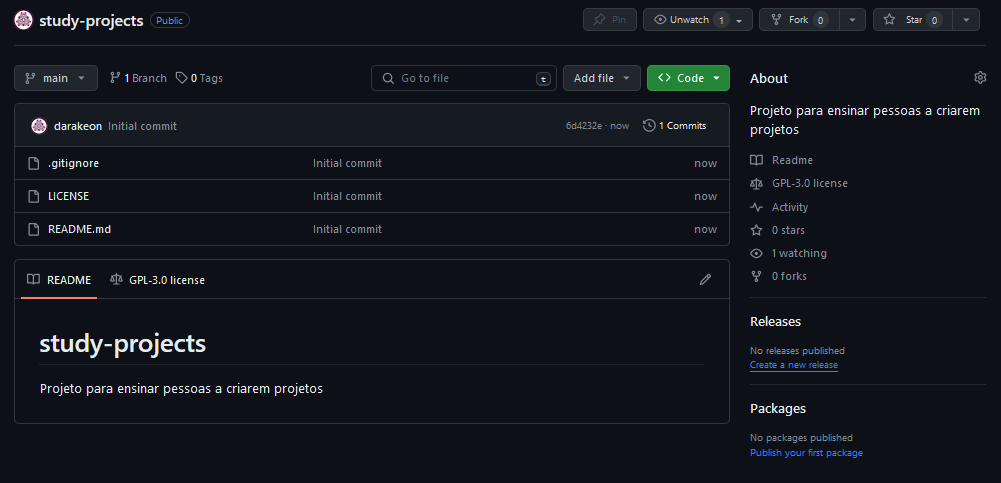 study-projects Public Pin Unwatch 1 Fork 0 Star 0
main 1 Branch 0 Tags Go to file t Add file Code
darakeon Initial commit 6d4232e · now 1 Commits
.gitignore Initial commit now
LICENSE Initial commit now
README.md Initial commit now
README GPL-3.0 license
study-projects
Projeto para ensinar pessoas a criarem projetos
About
Projeto para ensinar pessoas a criarem
projetos
Readme
GPL-3.0 license
Activity
0 stars
1 watching
0 forks
Releases
No releases published
Create a new release
Packages
No packages published
Publish your first package